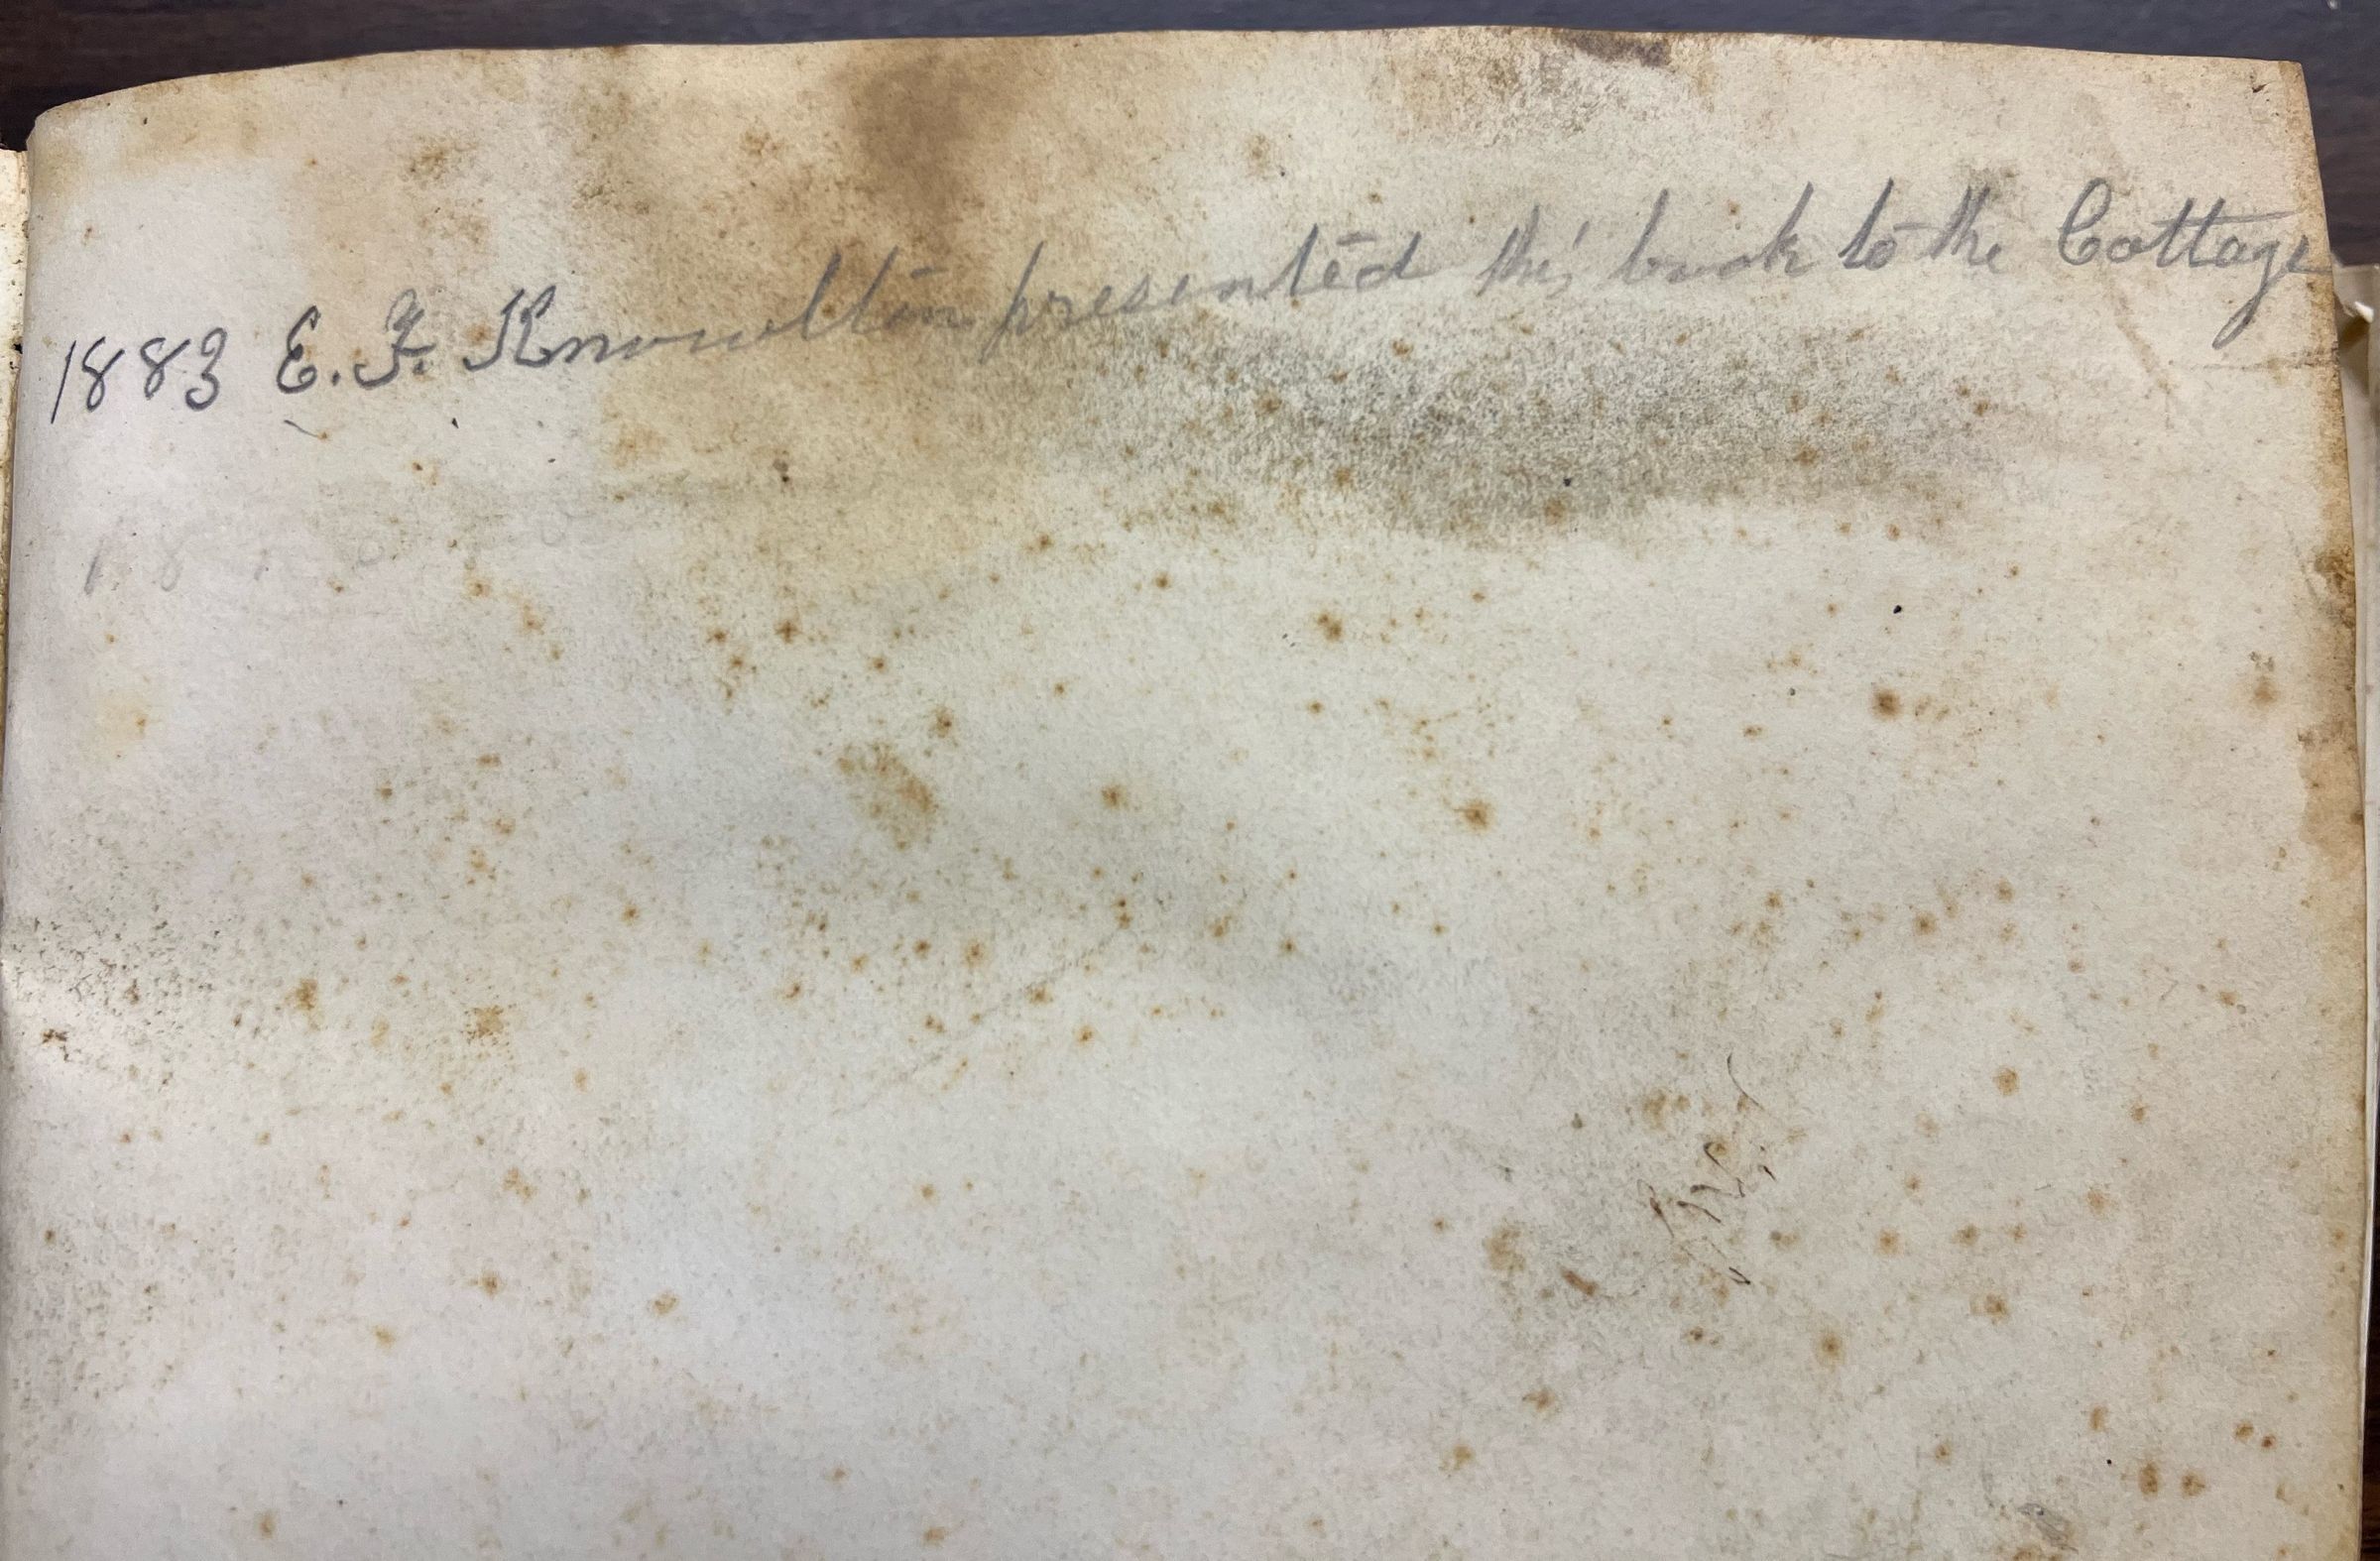 1883 E. F. Knowlton presented this book to the Cottage